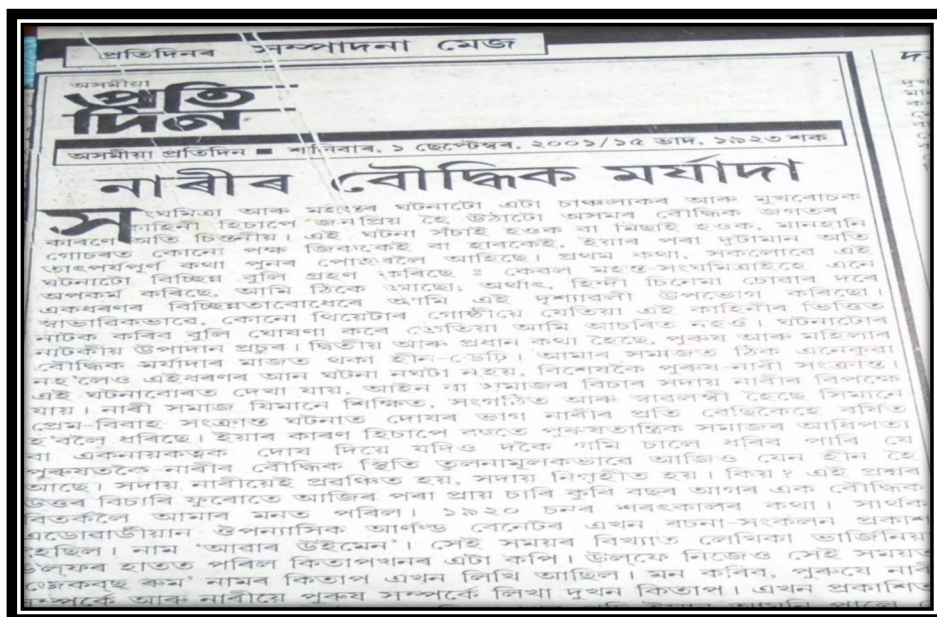 প্ৰতিদিনৰ সম্পাদনা মেজ
অসমীয়া
প্ৰতি
দিন
অসমীয়া প্ৰতিদিন ■ শনিবাৰ, ১ ছেপ্টেম্বৰ, ২০০১/১৫ ভাদ, ১৯২৩ শক
নাৰীৰ বৌদ্ধিক মৰ্যাদা
সংঘমিত্ৰা আৰু মহন্তৰ ঘটনাটো এটা চাঞ্চল্যকৰ আৰু মুখৰোচক
কাহিনী হিচাপে জনপ্ৰিয় হৈ উঠাটো অসমৰ বৌদ্ধিক জগতৰ
কাৰণে অতি চিন্তনীয়। এই ঘটনা সঁচাই হওক বা মিছাই হওক, মানহানি
গোচৰত কোনো পক্ষ জিককেই বা হাৰকেই, ইয়াৰ পৰা দুটামান অতি
তাৎপৰ্যপূৰ্ণ কথা পুনৰ পোহৰলৈ আহিছে। প্ৰথম কথা, সকলোৱে এই
ঘটনাটো বিচ্ছিন্ন বুলি গ্ৰহণ কৰিছে : কেৱল মহন্ত-সংঘমিত্ৰাইহে এনে
অপকৰ্ম কৰিছে, আমি ঠিকে আছো; অৰ্থাৎ, হিন্দী চিনেমা চোৱাৰ দৰে
একধৰণৰ বিচ্ছিন্নতাবোধেৰে আমি এই দৃশ্যাৱলী উপভোগ কৰিছো।
স্বাভাৱিকভাৱে, কোনো থিয়েটাৰ গোষ্ঠীয়ে যেতিয়া এই কাহিনীৰ ভিত্তিত
নাটক কৰিব বুলি ঘোষণা কৰে তেতিয়া আমি আচৰিত নহওঁ। ঘটনাটোৰ
নাটকীয় উপাদান প্ৰচুৰ। দ্বিতীয় আৰু প্ৰধান কথা হৈছে, পুৰুষ আৰু মহিলাৰ
বৌদ্ধিক মৰ্যাদাৰ মাজত থকা হীন-ডেঢ়ি। আমাৰ সমাজত ঠিক এনেকুৱা
নহ'লেও এইধৰণৰ আন ঘটনা নঘটা নহয়, বিশেষকৈ পুৰুষ-নাৰী সংক্ৰান্ত।
এই ঘটনাবোৰত দেখা যায়, আইন বা সমাজৰ বিচাৰ সদায় নাৰীৰ বিপক্ষে
যায়। নাৰী সমাজ যিমানে শিক্ষিত, সংগঠিত আৰু স্বাৱলম্বী হৈছে সিমানে
প্ৰেম-বিবাহ সংক্ৰান্ত ঘটনাত দোষৰ ভাগ নাৰীৰ প্ৰতি বেছিকৈহে বৰ্ষিত
হ'বলৈ ধৰিছে। ইয়াৰ কাৰণ হিচাপে বহুতে পুৰুষতান্ত্ৰিক সমাজৰ আধিপত্য
বা একনায়কত্বক দোষ দিয়ে যদিও দকৈ গমি চালে ধৰিব পাৰি যে
পুৰুষতকৈ নাৰীৰ বৌদ্ধিক স্থিতি তুলনামূলকভাৱে আজিও যেন হীন হৈ
আছে। সদায় নাৰীয়েই প্ৰবঞ্চিত হয়, সদায় নিগৃহীত হয়। কিয়? এই প্ৰশ্নৰ
উত্তৰ বিচাৰি ফুৰোতে আজিৰ পৰা প্ৰায় চাৰি কুৰি বছৰ আগৰ এক বৌদ্ধিক
বিতৰ্কলৈ আমাৰ মনত পৰিল। ১৯২০ চনৰ শৰৎকালৰ কথা। সাৰ্থক
এডোৱাৰ্ডীয়ান ঔপন্যাসিক আৰ্ণল্ড বেনেটৰ এখন ৰচনা-সংকলন প্ৰকাশ
হৈছিল। নাম 'আৱাৰ উইমেন'। সেই সময়ৰ বিখ্যাত লেখিকা ভাৰ্জিনিয়া
উল্‌ফৰ হাতত পৰিল কিতাপখনৰ এটা কপি। উল্‌ফে নিজেও সেই সময়ত
জেকবছ ৰুম' নামৰ কিতাপ এখন লিখি আছিল। মন কৰিব, পুৰুষে নাৰী
সম্পৰ্কে আৰু নাৰীয়ে পুৰুষ সম্পৰ্কে লিখা দুখন কিতাপ। এখন প্ৰকাশিত